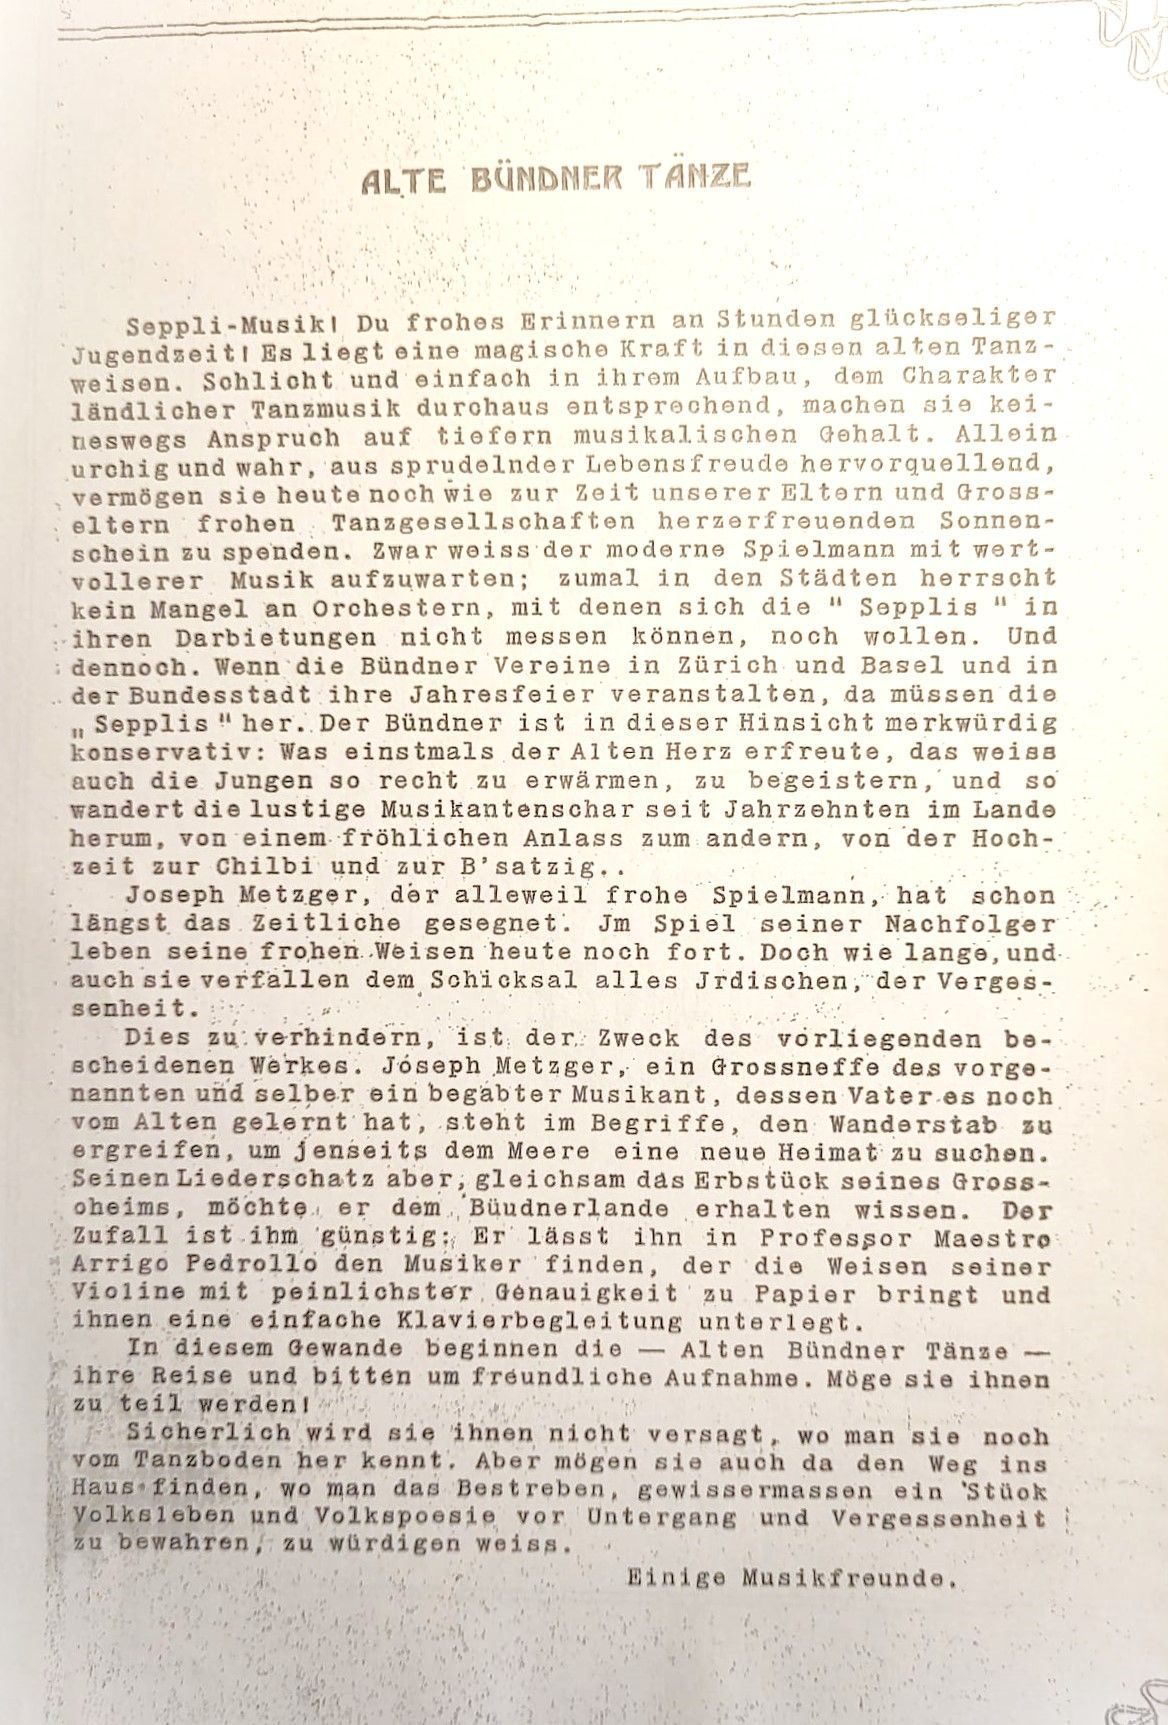 ALTE BÜNDNER TÄNZE
Seppli-Musik! Du frohes Erinnern an Stunden glückseliger
Jugendzeit! Es liegt eine magische Kraft in diesen alten Tanz-
weisen. Schlicht und einfach in ihrem Aufbau, dem Charakter
ländlicher Tanzmusik durchaus entsprechend, machen sie kei-
neswegs Anspruch auf tiefern musikalischen Gehalt. Allein
urchig und wahr, aus sprudelnder Lebensfreude hervorquellend,
vermögen sie heute noch wie zur Zeit unserer Eltern und Gross-
eltern frohen Tanzgesellschaften herzerfreuenden Sonnen-
schein zu spenden. Zwar weiss der moderne Spielmann mit wert-
vollerer Musik aufzuwarten; zumal in den Städten herrscht
kein Mangel an Orchestern, mit denen sich die " Sepplis " in
ihren Darbietungen nicht messen können, noch wollen. Und
dennoch. Wenn die Bündner Vereine in Zürich und Basel und in
der Bundesstadt ihre Jahresfeier veranstalten, da müssen die
„ Sepplis " her. Der Bündner ist in dieser Hinsicht merkwürdig
konservativ: Was einstmals der Alten Herz erfreute, das weiss
auch die Jungen so recht zu erwärmen, zu begeistern, und so
wandert die lustige Musikantenschar seit Jahrzehnten im Lande
herum, von einem fröhlichen Anlass zum andern, von der Hoch-
zeit zur Chilbi und zur B'satzig..
Joseph Metzger, der alleweil frohe Spielmann, hat schon
längst das Zeitliche gesegnet. Jm Spiel seiner Nachfolger
leben seine frohen Weisen heute noch fort. Doch wie lange, und
auch sie verfallen dem Schicksal alles Jrdischen, der Verges-
senheit.
Dies zu verhindern, ist der Zweck des vorliegenden be-
scheidenen Werkes. Joseph Metzger, ein Grossneffe des vorge-
nannten und selber ein begabter Musikant, dessen Vater es noch
vom Alten gelernt hat, steht im Begriffe, den Wanderstab zu
ergreifen, um jenseits dem Meere eine neue Heimat zu suchen.
Seinen Liederschatz aber, gleichsam das Erbstück seines Gross-
oheims, möchte er dem Büudnerlande erhalten wissen. Der
Zufall ist ihm günstig: Er lässt ihn in Professor Maestro
Arrigo Pedrollo den Musiker finden, der die Weisen seiner
Violine mit peinlichster Genauigkeit zu Papier bringt und
ihnen eine einfache Klavierbegleitung unterlegt.
In diesem Gewande beginnen die — Alten Bündner Tänze —
ihre Reise und bitten um freundliche Aufnahme. Möge sie ihnen
zu teil werden!
Sicherlich wird sie ihnen nicht versagt, wo man sie noch
vom Tanzboden her kennt. Aber mögen sie auch da den Weg ins
Haus finden, wo man das Bestreben, gewissermassen ein Stück
Volksleben und Volkspoesie vor Untergang und Vergessenheit
zu bewahren, zu würdigen weiss.
Einige Musikfreunde.